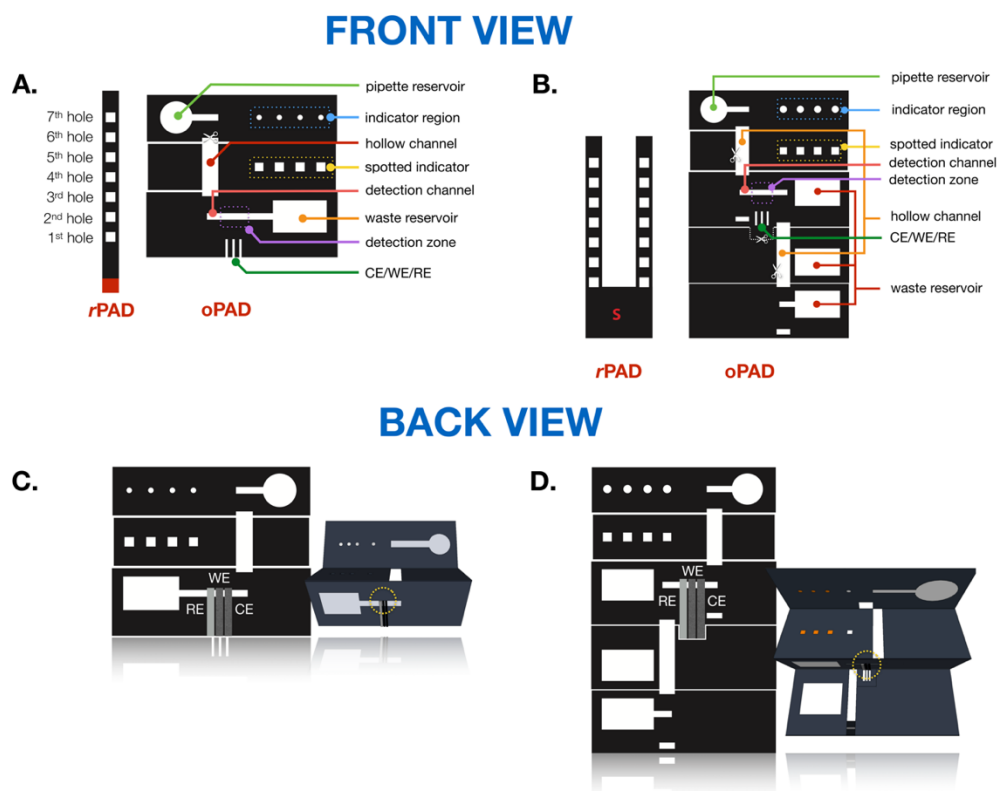 FRONT VIEW
A.
7th hole
6th hole
5th hole
4th hole
3rd hole
2nd hole
1st hole
rPAD
oPAD
pipette reservoir
indicator region
hollow channel
spotted indicator
detection channel
waste reservoir
detection zone
CE/WE/RE
B.
S
rPAD
oPAD
pipette reservoir
indicator region
spotted indicator
detection channel
detection zone
hollow channel
CE/WE/RE
waste reservoir
BACK VIEW
C.
WE
RE CE
D.
WE
RE CE